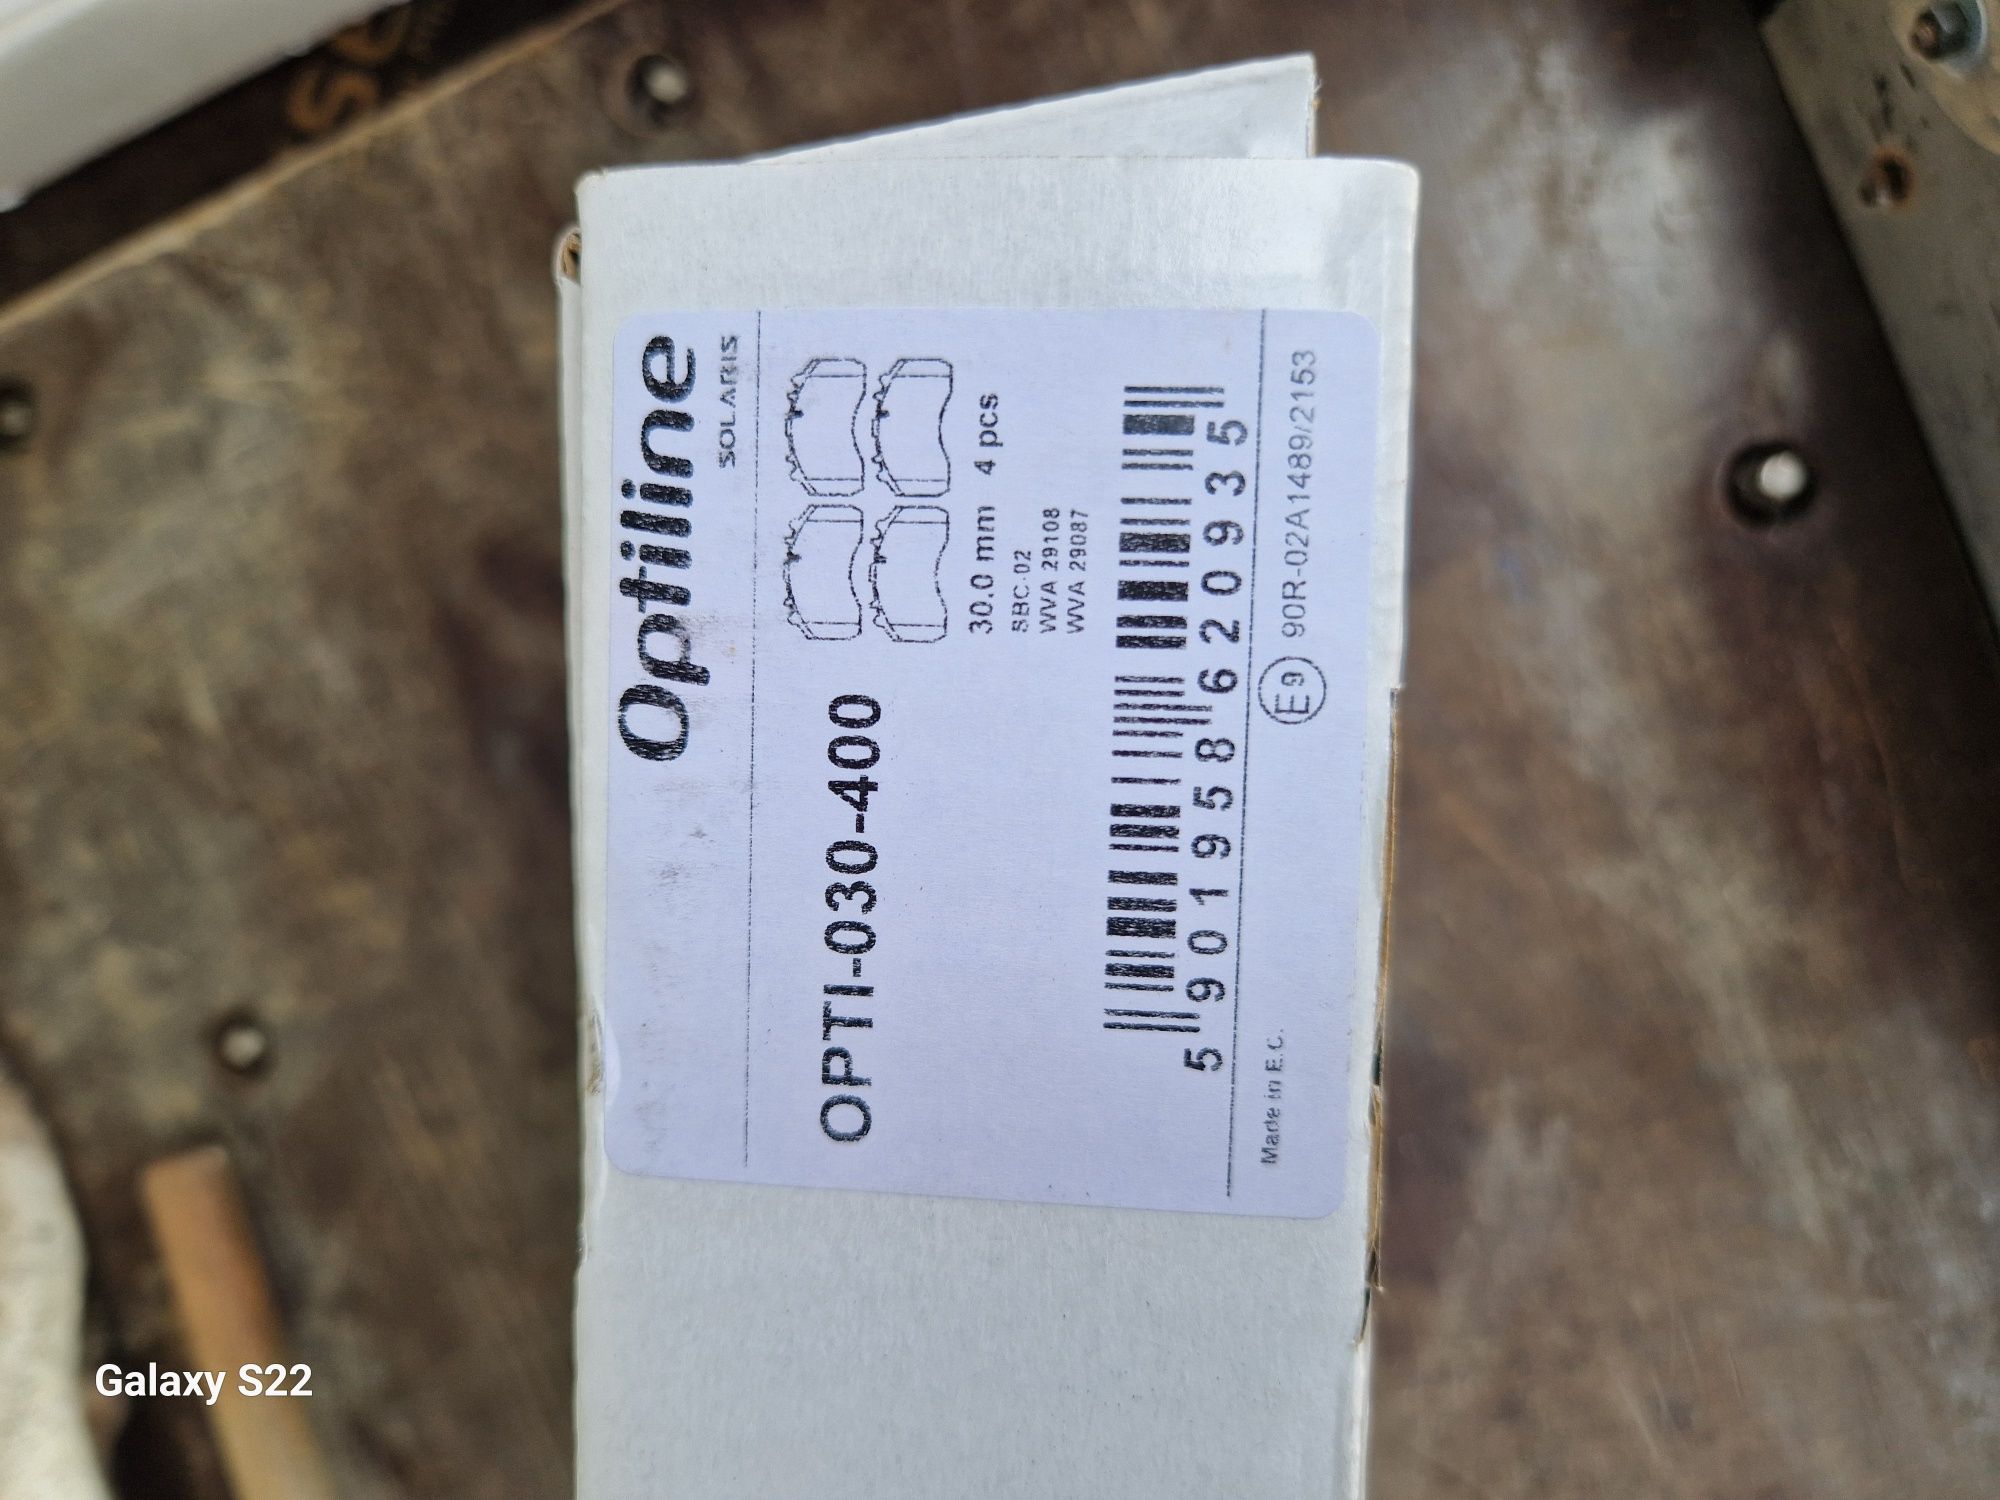 Optiline
SOLARIS
OPTI-030-400
30.0 mm 4 pcs
SBC-02
WVA 29108
WVA 29087
5 901958 620935
Made in E.C.
E9 90R-02A1489/2153
Galaxy S22